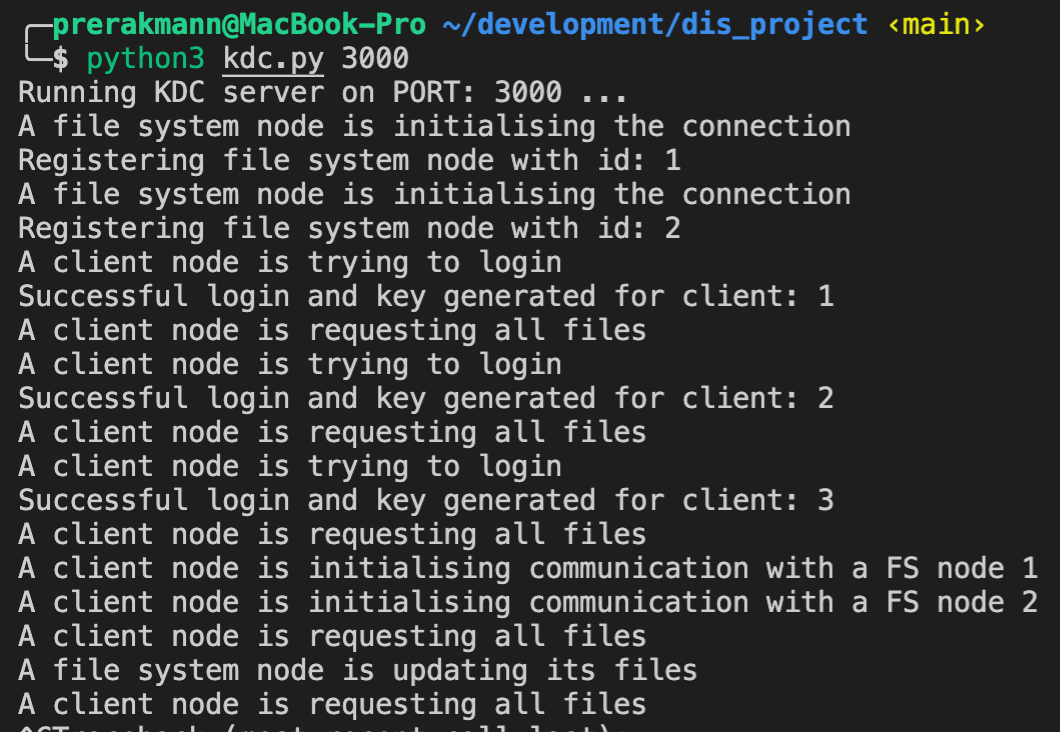 prerakmann@MacBook-Pro ~/development/dis_project ‹main›
$ python3 kdc.py 3000
Running KDC server on PORT: 3000 ...
A file system node is initialising the connection
Registering file system node with id: 1
A file system node is initialising the connection
Registering file system node with id: 2
A client node is trying to login
Successful login and key generated for client: 1
A client node is requesting all files
A client node is trying to login
Successful login and key generated for client: 2
A client node is requesting all files
A client node is trying to login
Successful login and key generated for client: 3
A client node is requesting all files
A client node is initialising communication with a FS node 1
A client node is initialising communication with a FS node 2
A client node is requesting all files
A file system node is updating its files
A client node is requesting all files